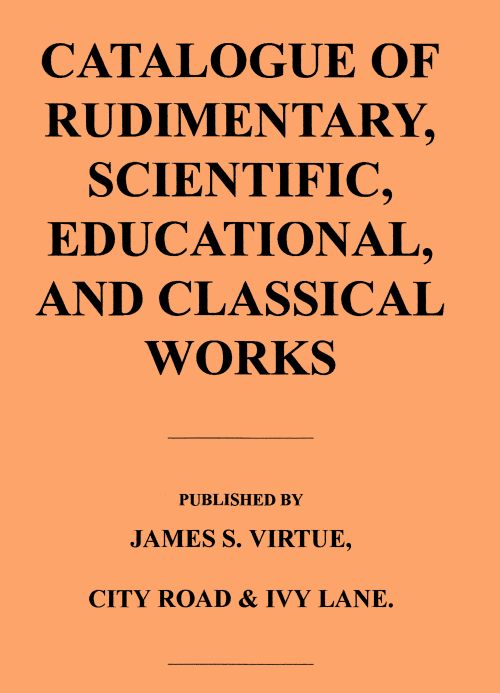 CATALOGUE OF
RUDIMENTARY,
SCIENTIFIC,
EDUCATIONAL,
AND CLASSICAL
WORKS
PUBLISHED BY
JAMES S. VIRTUE,
CITY ROAD & IVY LANE.